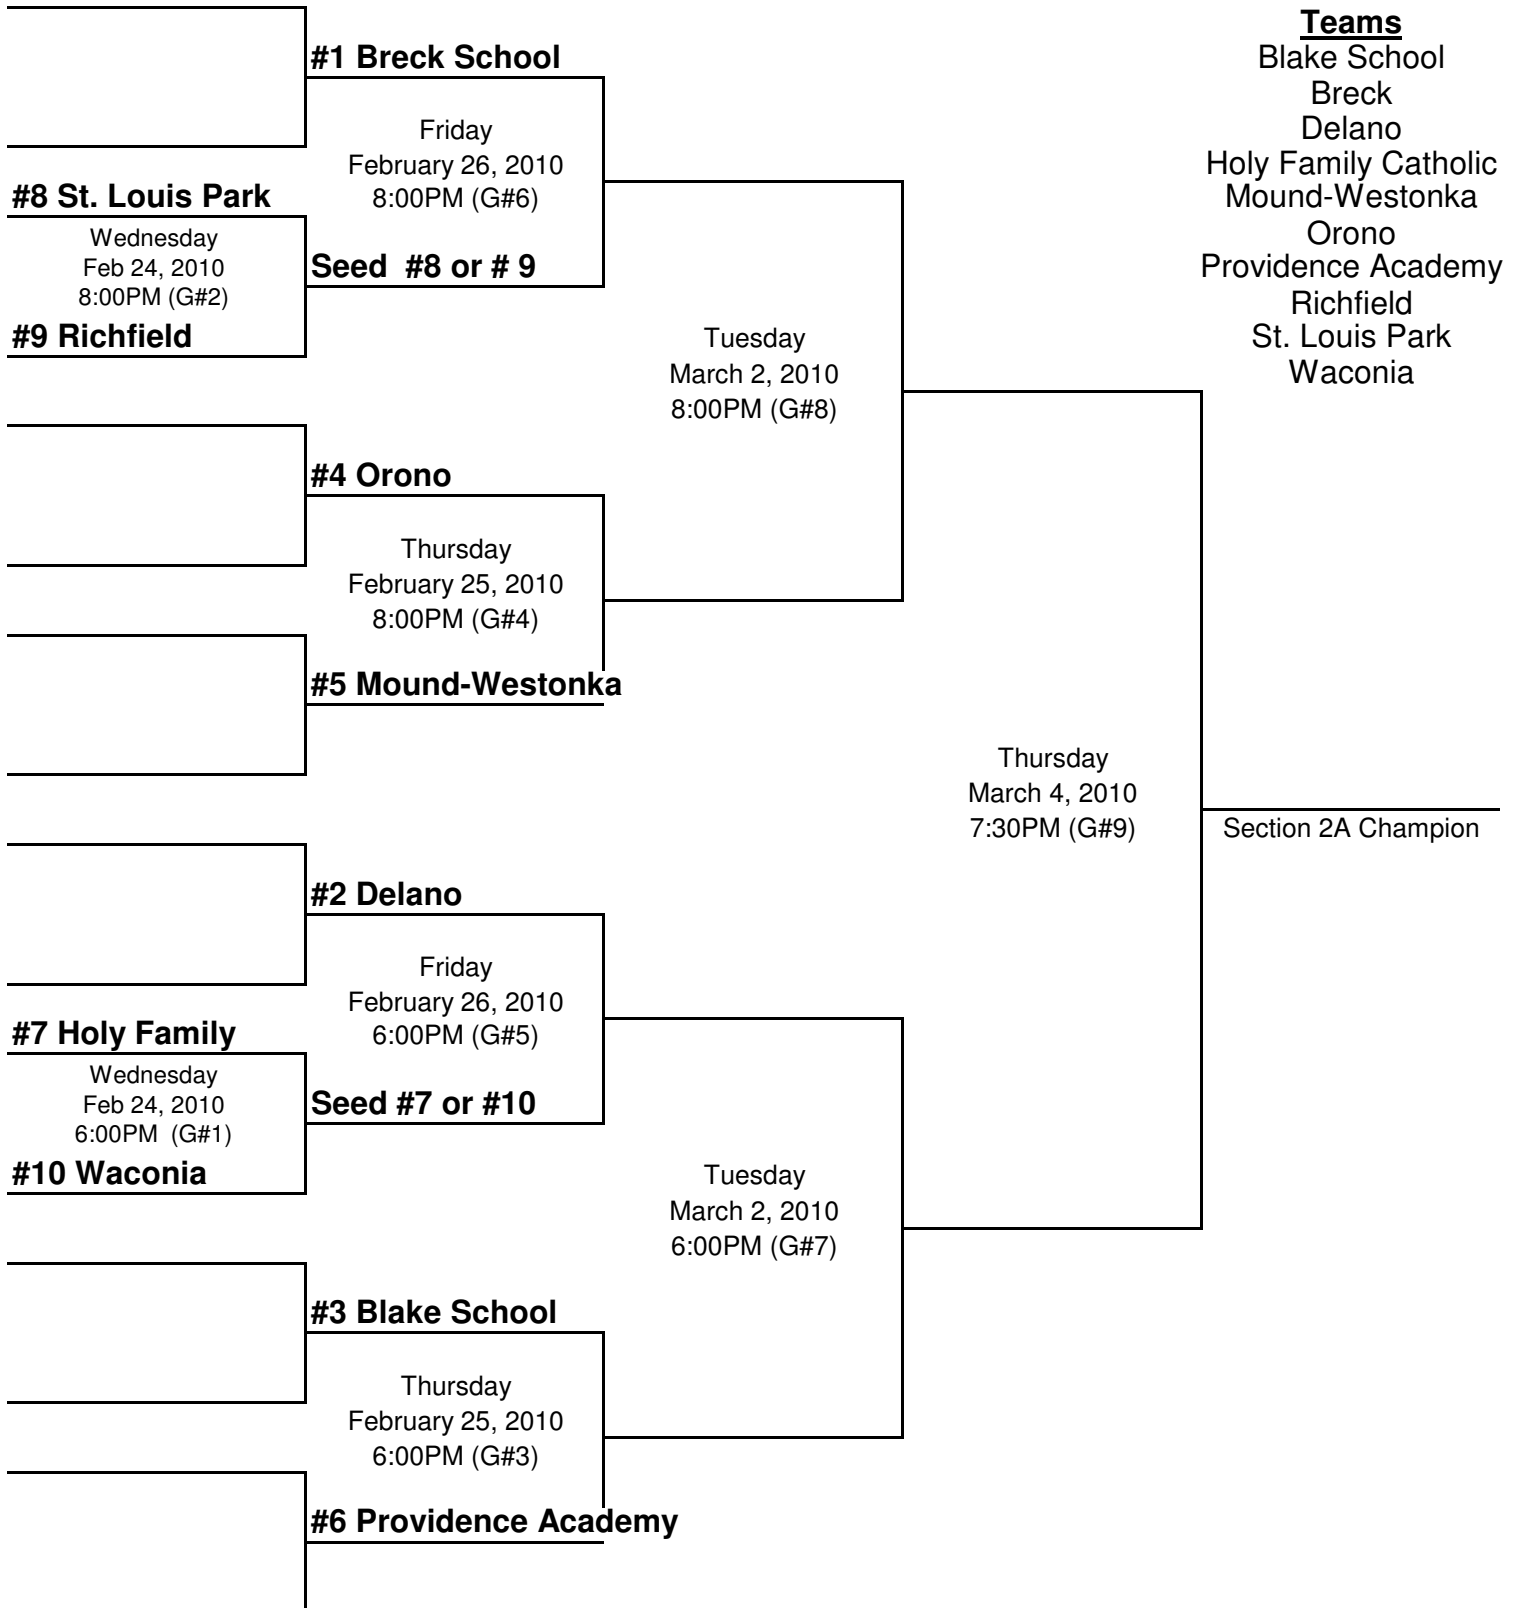 #1 Breck School
Friday
February 26, 2010
8:00PM (G#6)
#8 St. Louis Park
Wednesday
Feb 24, 2010
8:00PM (G#2)
Seed  #8 or # 9
#9 Richfield
Tuesday
March 2, 2010
8:00PM (G#8)
#4 Orono
Thursday
February 25, 2010
8:00PM (G#4)
#5 Mound-Westonka
Thursday
March 4, 2010
7:30PM (G#9)
Section 2A Champion
#2 Delano
Friday
February 26, 2010
6:00PM (G#5)
#7 Holy Family
Wednesday
Feb 24, 2010
6:00PM  (G#1)
Seed #7 or #10
#10 Waconia
Tuesday
March 2, 2010
6:00PM (G#7)
#3 Blake School
Thursday
February 25, 2010
6:00PM (G#3)
#6 Providence Academy
Teams
Blake School
Breck
Delano
Holy Family Catholic
Mound-Westonka
Orono
Providence Academy
Richfield
St. Louis Park
Waconia